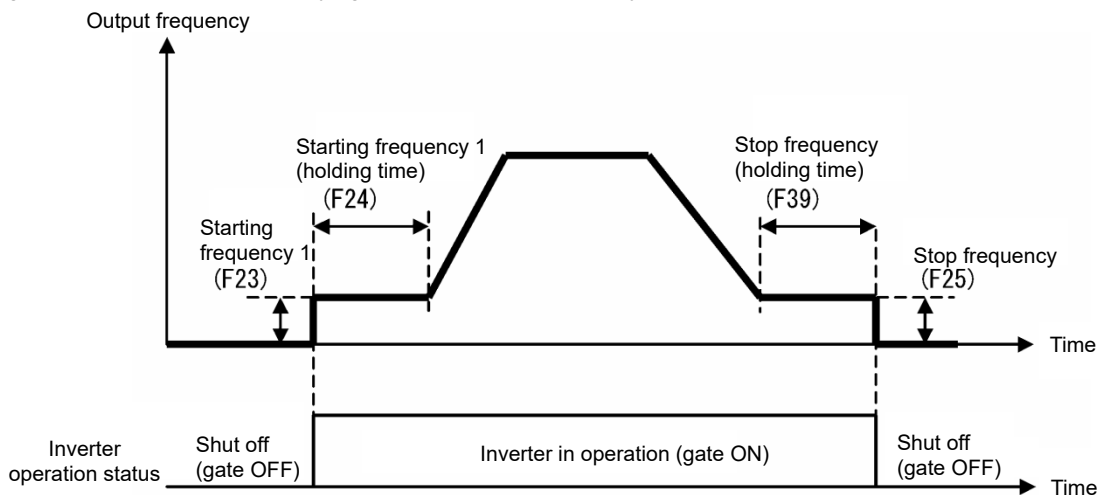 Output frequency
Starting frequency 1
(holding time)
(F24)
Stop frequency
(holding time)
(F39)
Starting
frequency 1
(F23)
Stop frequency
(F25)
Time
Inverter
operation status
Shut off
(gate OFF)
Inverter in operation (gate ON)
Shut off
(gate OFF)
Time